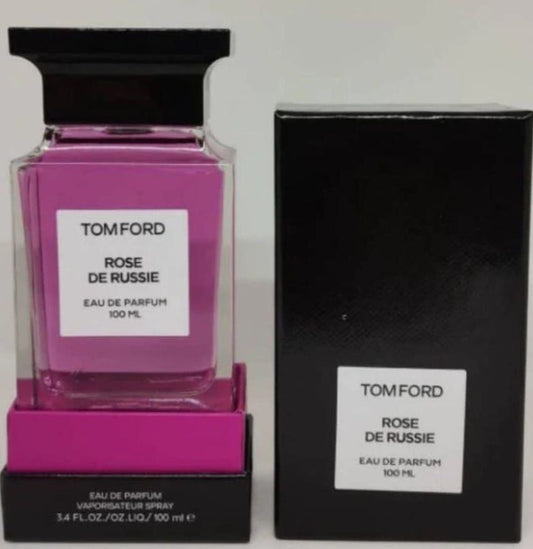 TOM FORD
ROSE
DE RUSSIE
EAU DE PARFUM
100 ML
EAU DE PARFUM
VAPORISATEUR SPRAY
3.4 FL.OZ./OZ.LIQ./ 100 ml ℮
TOM FORD
ROSE
DE RUSSIE
EAU DE PARFUM
100 ML